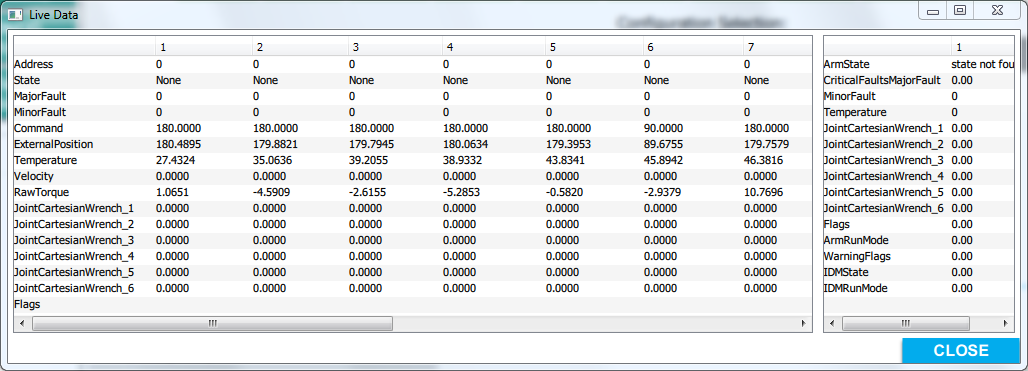 Live Data
Configuration Selection:
1 2 3 4 5 6 7
Address 0 0 0 0 0 0 0
State None None None None None None None
MajorFault 0 0 0 0 0 0 0
MinorFault 0 0 0 0 0 0 0
Command 180.0000 180.0000 180.0000 180.0000 180.0000 90.0000 180.0000
ExternalPosition 180.4895 179.8821 179.7945 180.0634 179.3953 89.6755 179.7579
Temperature 27.4324 35.0636 39.2055 38.9332 43.8341 45.8942 46.3816
Velocity 0.0000 0.0000 0.0000 0.0000 0.0000 0.0000 0.0000
RawTorque 1.0651 -4.5909 -2.6155 -5.2853 -0.5820 -2.9379 10.7696
JointCartesianWrench_1 0.0000 0.0000 0.0000 0.0000 0.0000 0.0000 0.0000
JointCartesianWrench_2 0.0000 0.0000 0.0000 0.0000 0.0000 0.0000 0.0000
JointCartesianWrench_3 0.0000 0.0000 0.0000 0.0000 0.0000 0.0000 0.0000
JointCartesianWrench_4 0.0000 0.0000 0.0000 0.0000 0.0000 0.0000 0.0000
JointCartesianWrench_5 0.0000 0.0000 0.0000 0.0000 0.0000 0.0000 0.0000
JointCartesianWrench_6 0.0000 0.0000 0.0000 0.0000 0.0000 0.0000 0.0000
Flags
1
ArmState state not fou
CriticalFaultsMajorFault 0.00
MinorFault 0
Temperature 0
JointCartesianWrench_1 0.00
JointCartesianWrench_2 0.00
JointCartesianWrench_3 0.00
JointCartesianWrench_4 0.00
JointCartesianWrench_5 0.00
JointCartesianWrench_6 0.00
Flags 0.00
ArmRunMode 0.00
WarningFlags 0.00
IDMState 0.00
IDMRunMode 0.00
CLOSE